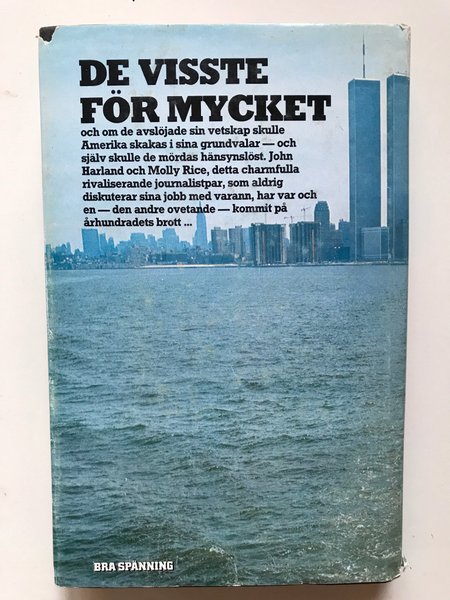 DE VISSTE
FÖR MYCKET
och om de avslöjade sin vetskap skulle
Amerika skakas i sina grundvalar — och
själv skulle de mördas hänsynslöst. John
Harland och Molly Rice, detta charmfulla
rivaliserande journalistpar, som aldrig
diskuterar sina jobb med varann, har var och
en — den andre ovetande — kommit på
århundradets brott ...
BRA SPÄNNING